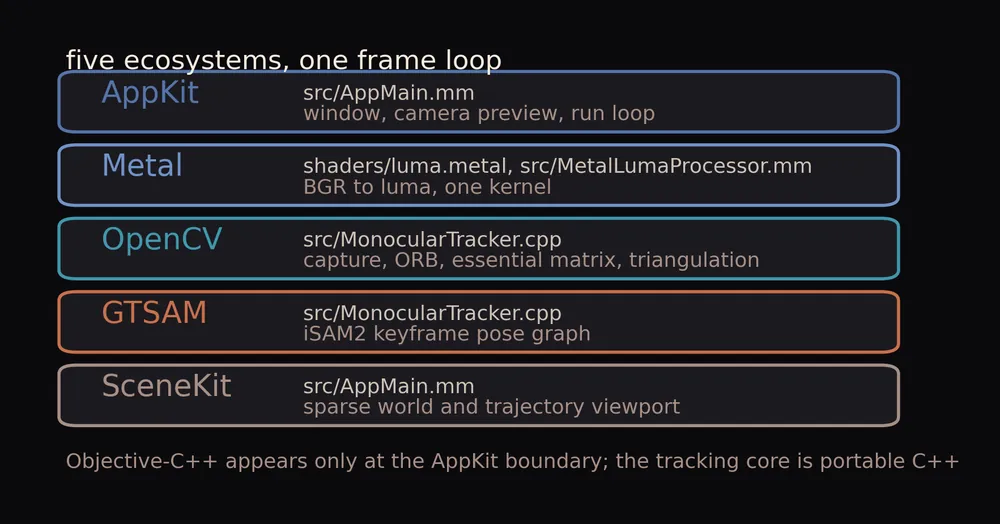 five ecosystems, one frame loop
AppKit
src/AppMain.mm
window, camera preview, run loop
Metal
shaders/luma.metal, src/MetalLumaProcessor.mm
BGR to luma, one kernel
OpenCV
src/MonocularTracker.cpp
capture, ORB, essential matrix, triangulation
GTSAM
src/MonocularTracker.cpp
iSAM2 keyframe pose graph
SceneKit
src/AppMain.mm
sparse world and trajectory viewport
Objective-C++ appears only at the AppKit boundary; the tracking core is portable C++